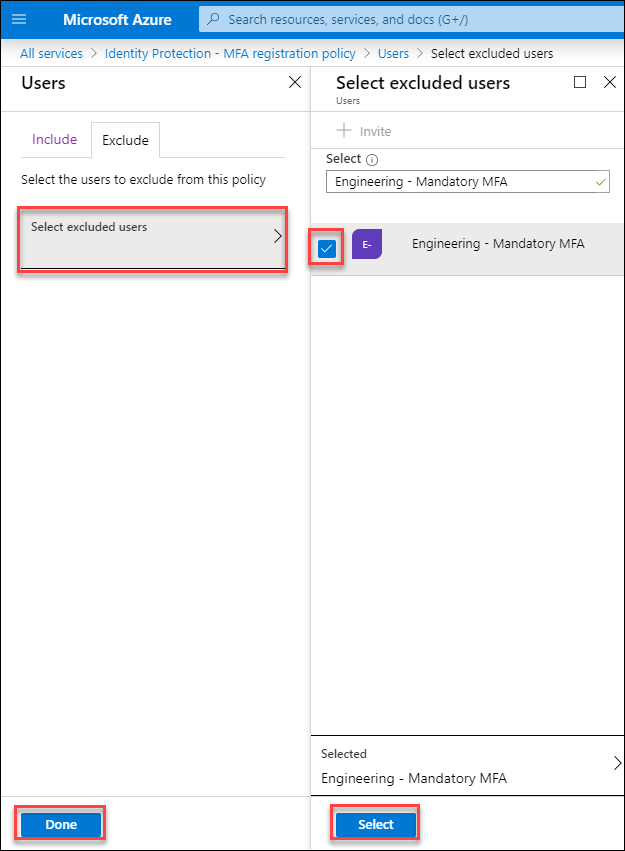 Microsoft Azure
Search resources, services, and docs (G+/)
All services > Identity Protection - MFA registration policy > Users > Select excluded users
Users
Include
Exclude
Select the users to exclude from this policy
Select excluded users
Done
Select excluded users
Users
Invite
Select
Engineering - Mandatory MFA
E-
Engineering - Mandatory MFA
Selected
Engineering - Mandatory MFA
Select